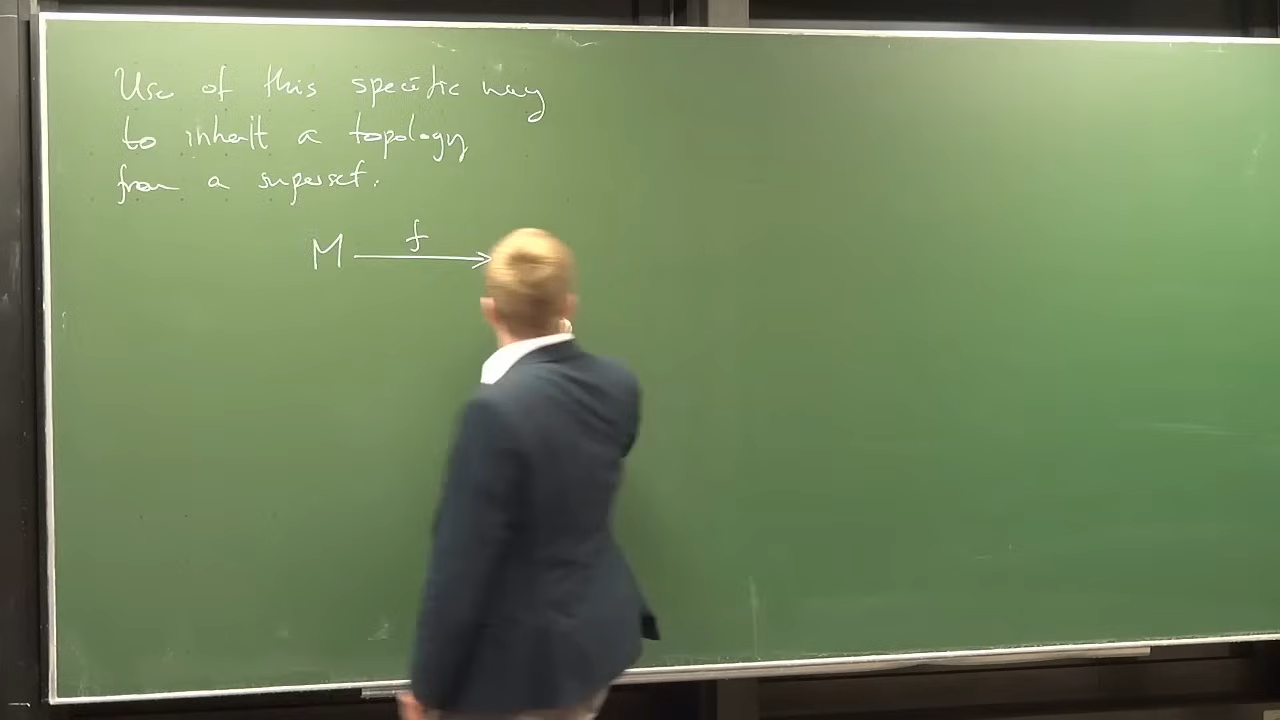 Use of this specific way
to inherit a topology
from a superset.
f
M ⟶